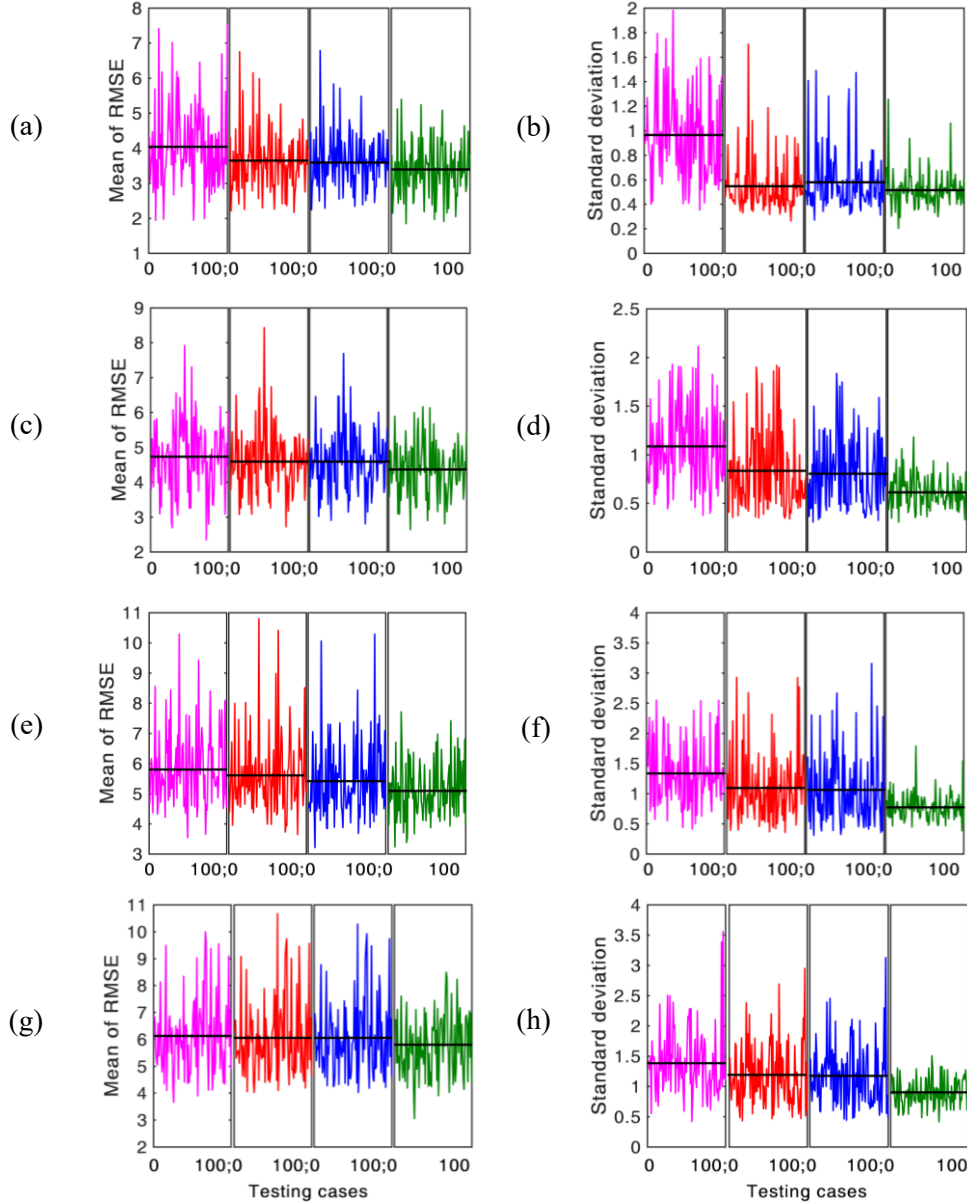 (a)
Mean of RMSE
8
7
6
5
4
3
2
1
0 100;0 100;0 100;0 100
(b)
Standard deviation
2
1.8
1.6
1.4
1.2
1
0.8
0.6
0.4
0.2
0
0 100;0 100;0 100;0 100
(c)
Mean of RMSE
9
8
7
6
5
4
3
2
0 100;0 100;0 100;0 100
(d)
Standard deviation
2.5
2
1.5
1
0.5
0
0 100;0 100;0 100;0 100
(e)
Mean of RMSE
11
10
9
8
7
6
5
4
3
0 100;0 100;0 100;0 100
(f)
Standard deviation
4
3.5
3
2.5
2
1.5
1
0.5
0
0 100;0 100;0 100;0 100
(g)
Mean of RMSE
11
10
9
8
7
6
5
4
3
2
0 100;0 100;0 100;0 100
Testing cases
(h)
Standard deviation
4
3.5
3
2.5
2
1.5
1
0.5
0
0 100;0 100;0 100;0 100
Testing cases